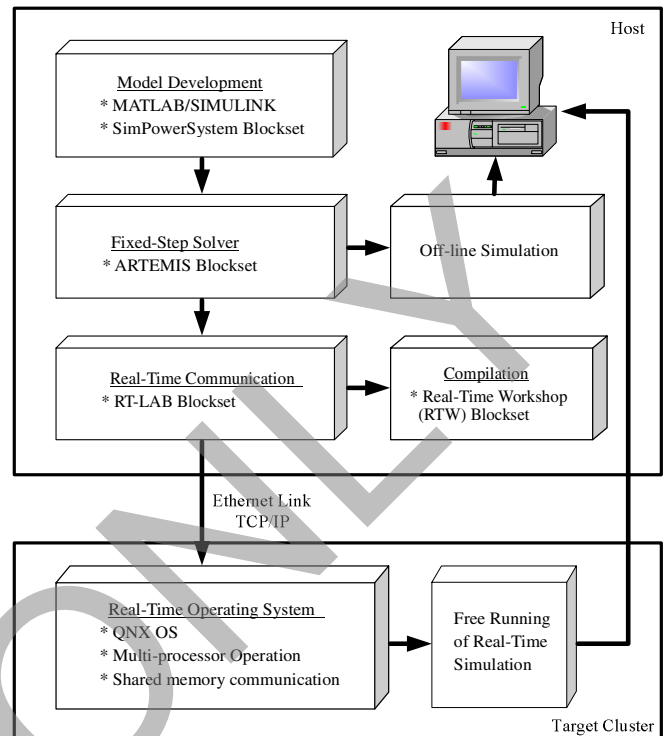 Host
Model Development
* MATLAB/SIMULINK
* SimPowerSystem Blockset
Fixed-Step Solver
* ARTEMIS Blockset
Off-line Simulation
Real-Time Communication
* RT-LAB Blockset
Compilation
* Real-Time Workshop
(RTW) Blockset
Ethernet Link
TCP/IP
Real-Time Operating System
* QNX OS
* Multi-processor Operation
* Shared memory communication
Free Running
of Real-Time
Simulation
Target Cluster
ONLY